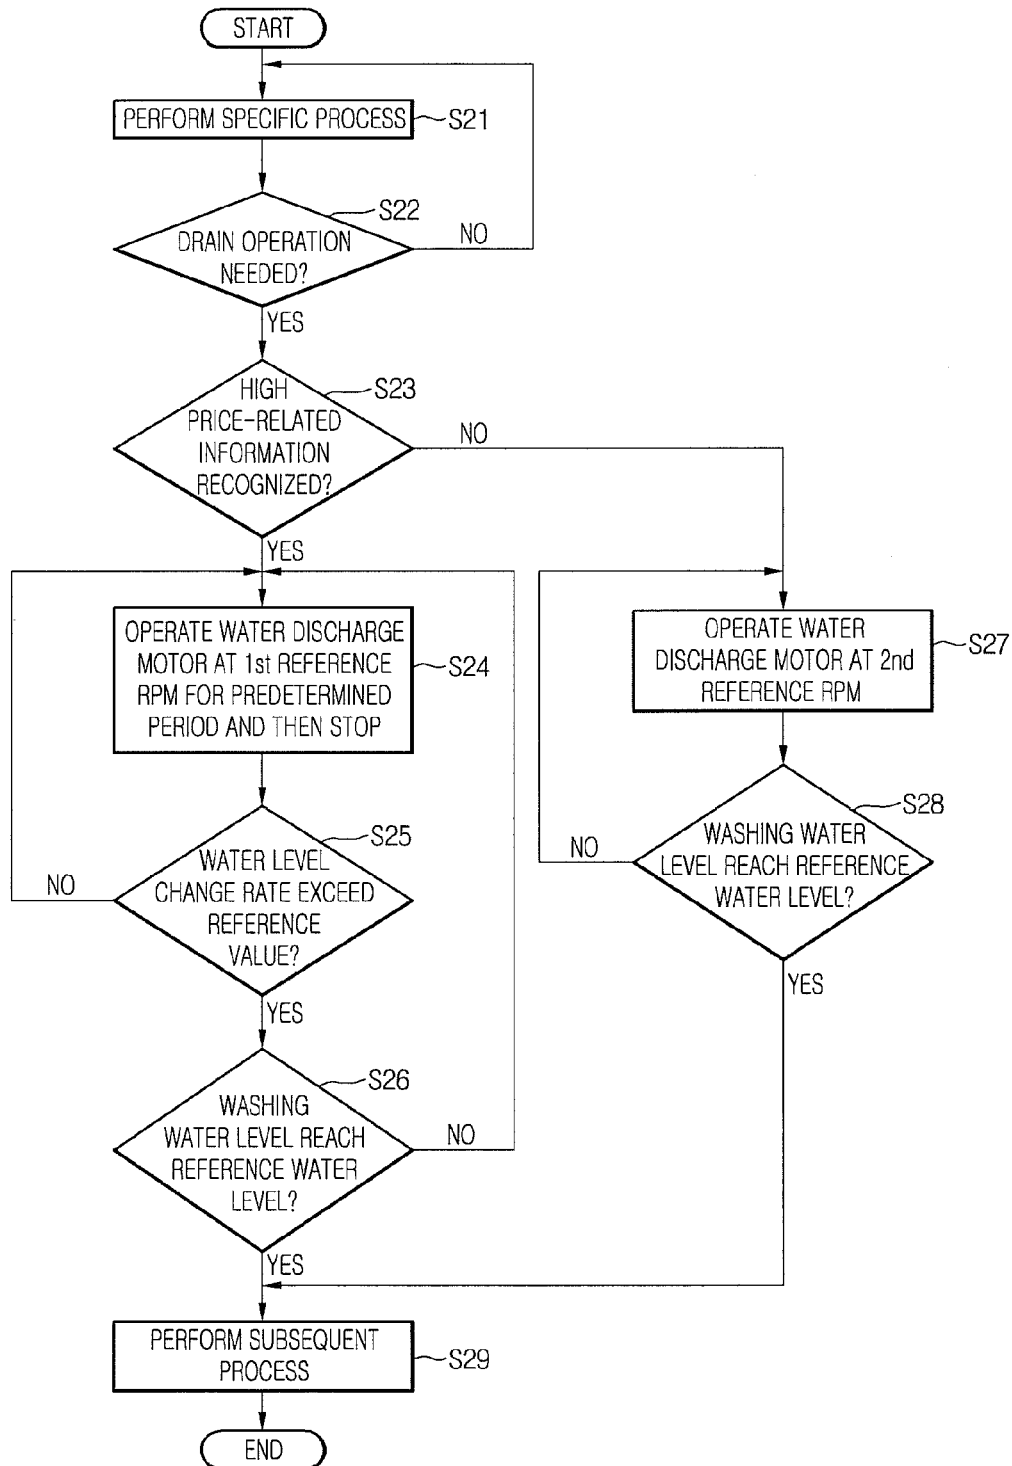 START
PERFORM SPECIFIC PROCESS
S21
S22
DRAIN OPERATION
NEEDED?
NO
YES
S23
HIGH
PRICE-RELATED
INFORMATION
RECOGNIZED?
NO
YES
OPERATE WATER DISCHARGE
MOTOR AT 1st REFERENCE
RPM FOR PREDETERMINED
PERIOD AND THEN STOP
S24
OPERATE WATER
DISCHARGE MOTOR AT 2nd
REFERENCE RPM
S27
S25
WATER LEVEL
CHANGE RATE EXCEED
REFERENCE
VALUE?
NO
YES
S28
WASHING WATER
LEVEL REACH REFERENCE
WATER LEVEL?
NO
YES
S26
WASHING
WATER LEVEL REACH
REFERENCE WATER
LEVEL?
NO
YES
PERFORM SUBSEQUENT
PROCESS
S29
END